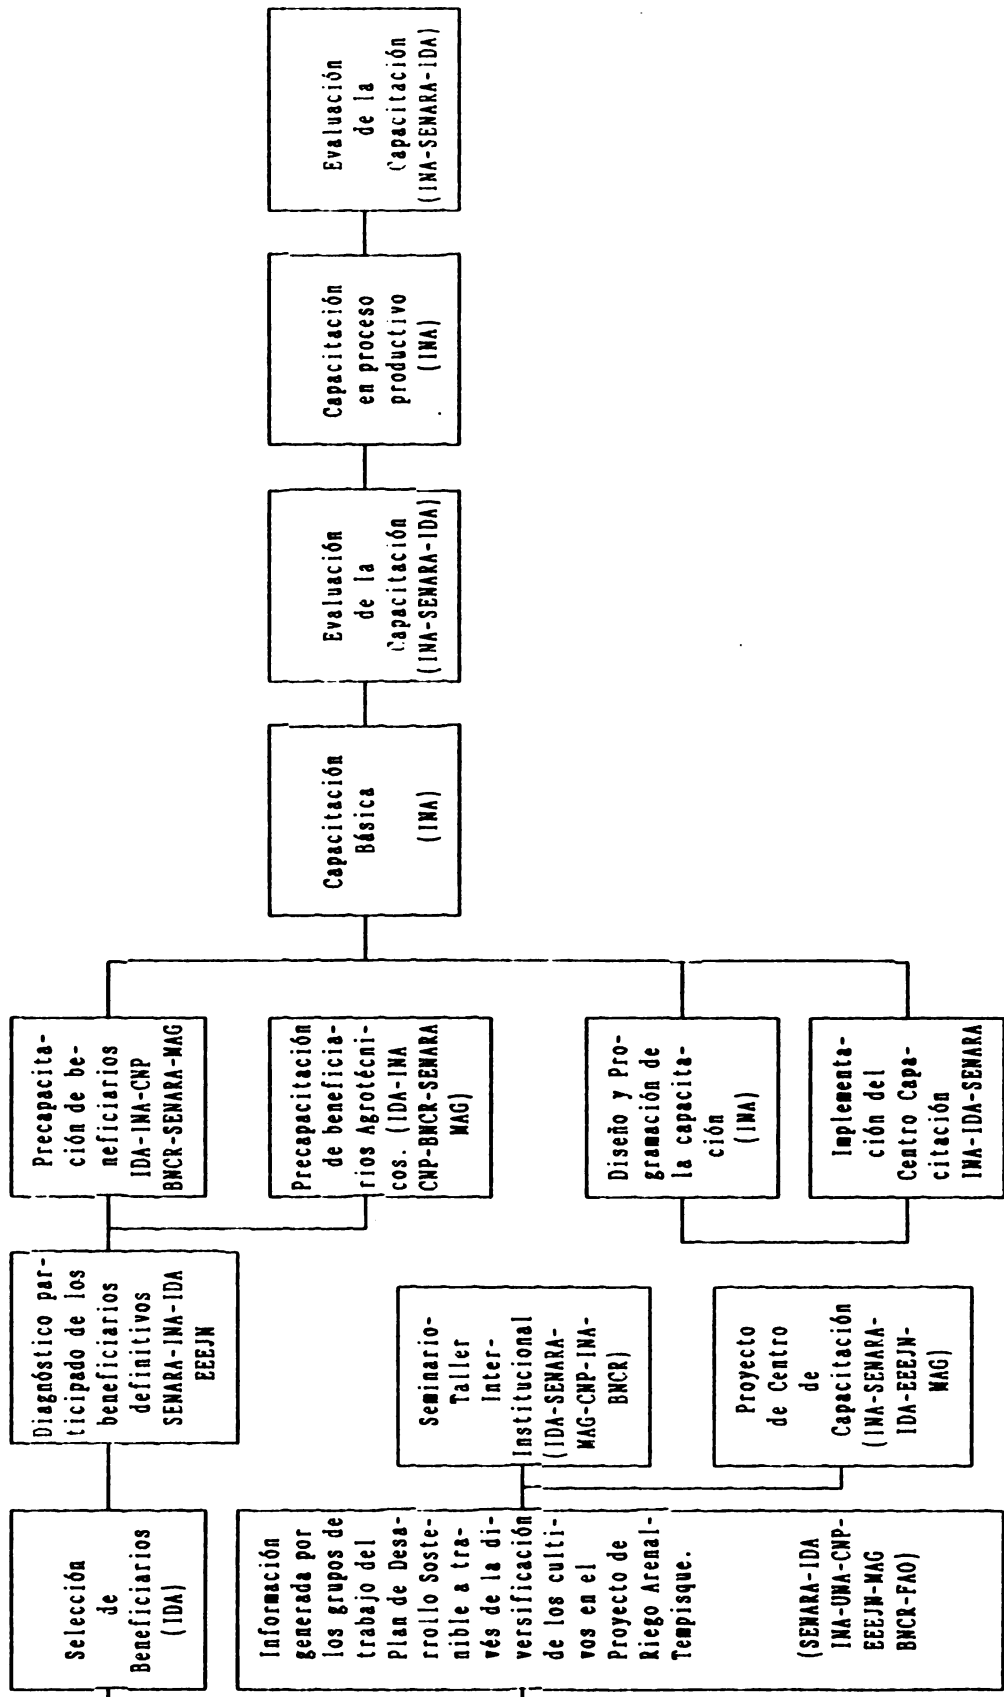 Selección
de
Beneficiarios
(IDA)
Información
generada por
los grupos de
trabajo del
Plan de Desa-
rrollo Soste-
nible a tra-
vés de la di-
versificación
de los culti-
vos en el
Proyecto de
Riego Arenal-
Tempisque.
(SENARA-IDA
INA-UNA-CNP-
EEEJN-MAG
BNCR-FAO)
Diagnóstico par-
ticipado de los
beneficiarios
definitivos
SENARA-INA-IDA
EEEJN
Seminario-
Taller
Inter-
Institucional
(IDA-SENARA-
MAG-CNP-INA-
BNCR)
Proyecto
de Centro
de
Capacitación
(INA-SENARA-
IDA-EEEJN-
MAG)
Precapacita-
ción de be-
neficiarios
IDA-INA-CNP
BNCR-SENARA-MAG
Precapacitación
de beneficia-
rios Agrotécni-
cos. (IDA-INA
CNP-BNCR-SENARA
MAG)
Diseño y Pro-
gramación de
la capacita-
ción
(INA)
Implementa-
ción del
Centro Capa-
citación
INA-IDA-SENARA
Capacitación
Básica
(INA)
Evaluación
de la
Capacitación
(INA-SENARA-IDA)
Capacitación
en proceso
productivo
(INA)
Evaluación
de la
Capacitación
(INA-SENARA-IDA)